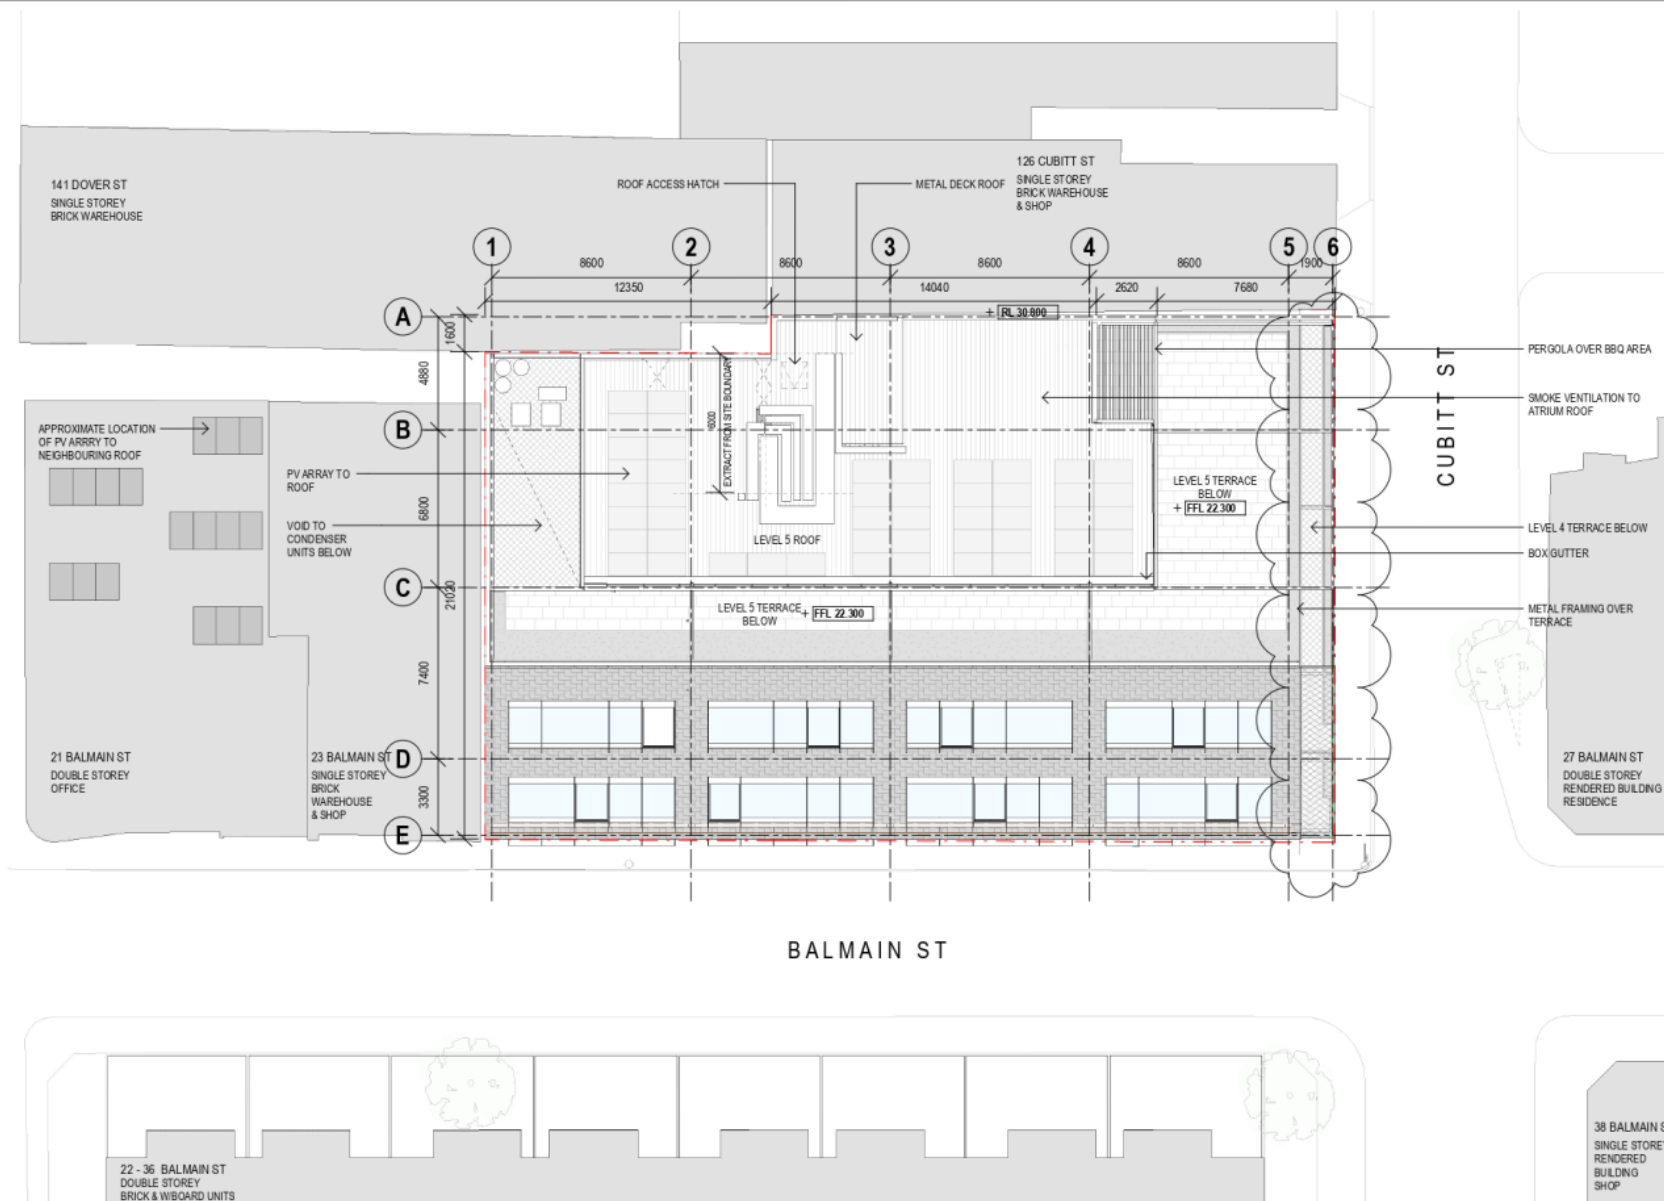 141 DOVER ST
SINGLE STOREY
BRICK WAREHOUSE
ROOF ACCESS HATCH
METAL DECK ROOF
126 CUBITT ST
SINGLE STOREY
BRICK WAREHOUSE
& SHOP
1
2
3
4
5
6
8600
8600
8600
8600
1900
12350
14040
2620
7680
A
B
C
D
E
1600
4880
6800
21020
7400
3300
RL 30.800
6000
EXTRACT FROM SITE BOUNDARY
PERGOLA OVER BBQ AREA
SMOKE VENTILATION TO
ATRIUM ROOF
CUBITT ST
APPROXIMATE LOCATION
OF PV ARRRY TO
NEIGHBOURING ROOF
PV ARRAY TO
ROOF
VOID TO
CONDENSER
UNITS BELOW
LEVEL 5 ROOF
LEVEL 5 TERRACE
BELOW
FFL 22.300
LEVEL 4 TERRACE BELOW
BOX GUTTER
METAL FRAMING OVER
TERRACE
LEVEL 5 TERRACE
BELOW
FFL 22.300
21 BALMAIN ST
DOUBLE STOREY
OFFICE
23 BALMAIN ST
SINGLE STOREY
BRICK
WAREHOUSE
& SHOP
27 BALMAIN ST
DOUBLE STOREY
RENDERED BUILDING
RESIDENCE
BALMAIN ST
22 - 36 BALMAIN ST
DOUBLE STOREY
BRICK & W/BOARD UNITS
38 BALMAIN S
SINGLE STORE
RENDERED
BUILDING
SHOP